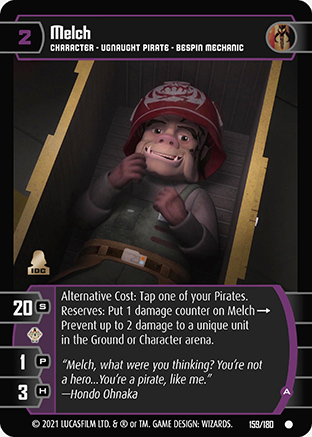 2 Melch
CHARACTER - UGNAUGHT PIRATE - BESPIN MECHANIC
IDC
20 S
1 P
3 H
Alternative Cost: Tap one of your Pirates.
Reserves: Put 1 damage counter on Melch →
Prevent up to 2 damage to a unique unit
in the Ground or Character arena.
“Melch, what were you thinking? You're not
a hero...You're a pirate, like me.”
—Hondo Ohnaka
A
© 2021 LUCASFILM LTD. & ® or TM. GAME DESIGN: WIZARDS. 159/180